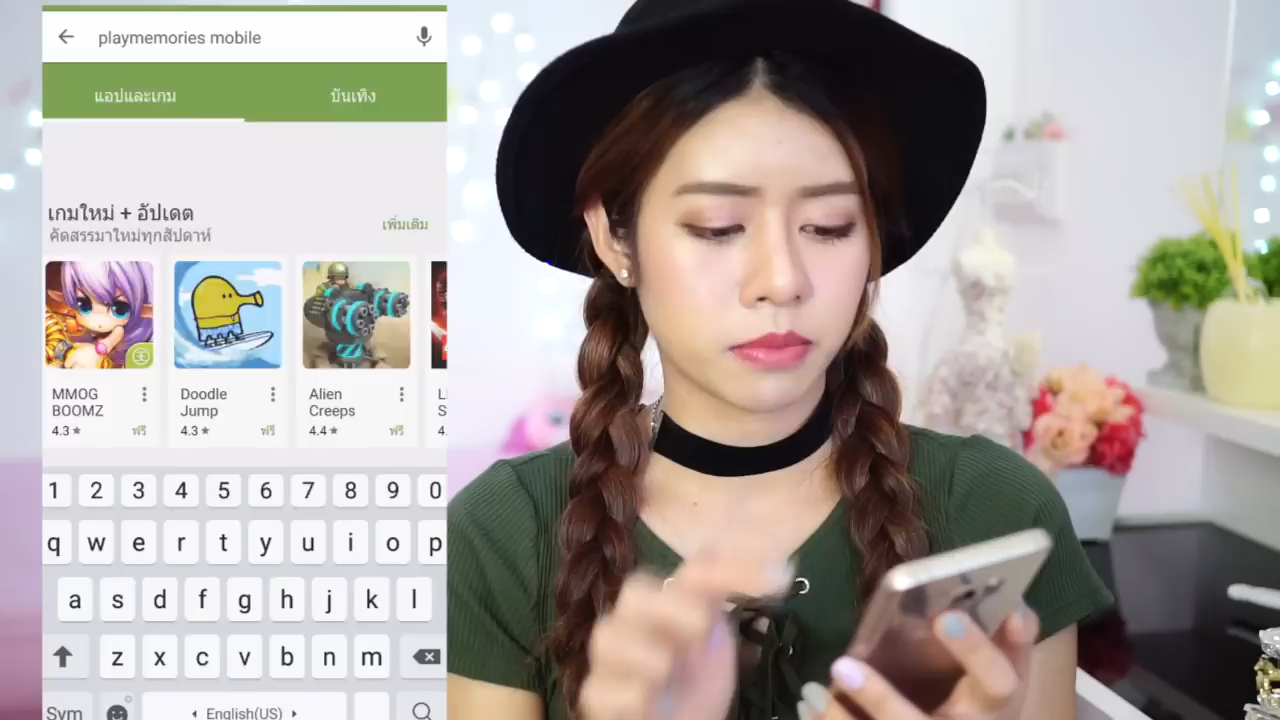 playmemories mobile
แอปและเกม
บันเทิง
เกมใหม่ + อัปเดต
คัดสรรมาใหม่ทุกสัปดาห์
เพิ่มเติม
MMOG BOOMZ
4.3
ฟรี
Doodle Jump
4.3
ฟรี
Alien Creeps
4.4
ฟรี
L
S
4.
1 2 3 4 5 6 7 8 9 0
q w e r t y u i o p
a s d f g h j k l
z x c v b n m
Sym
English(US)